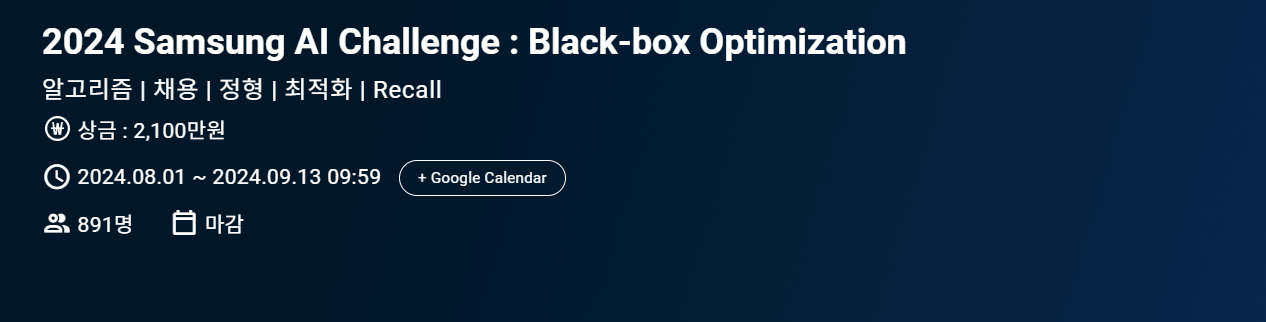 2024 Samsung AI Challenge : Black-box Optimization
알고리즘 | 채용 | 정형 | 최적화 | Recall
₩ 상금 : 2,100만원
2024.08.01 ~ 2024.09.13 09:59 + Google Calendar
891명 마감